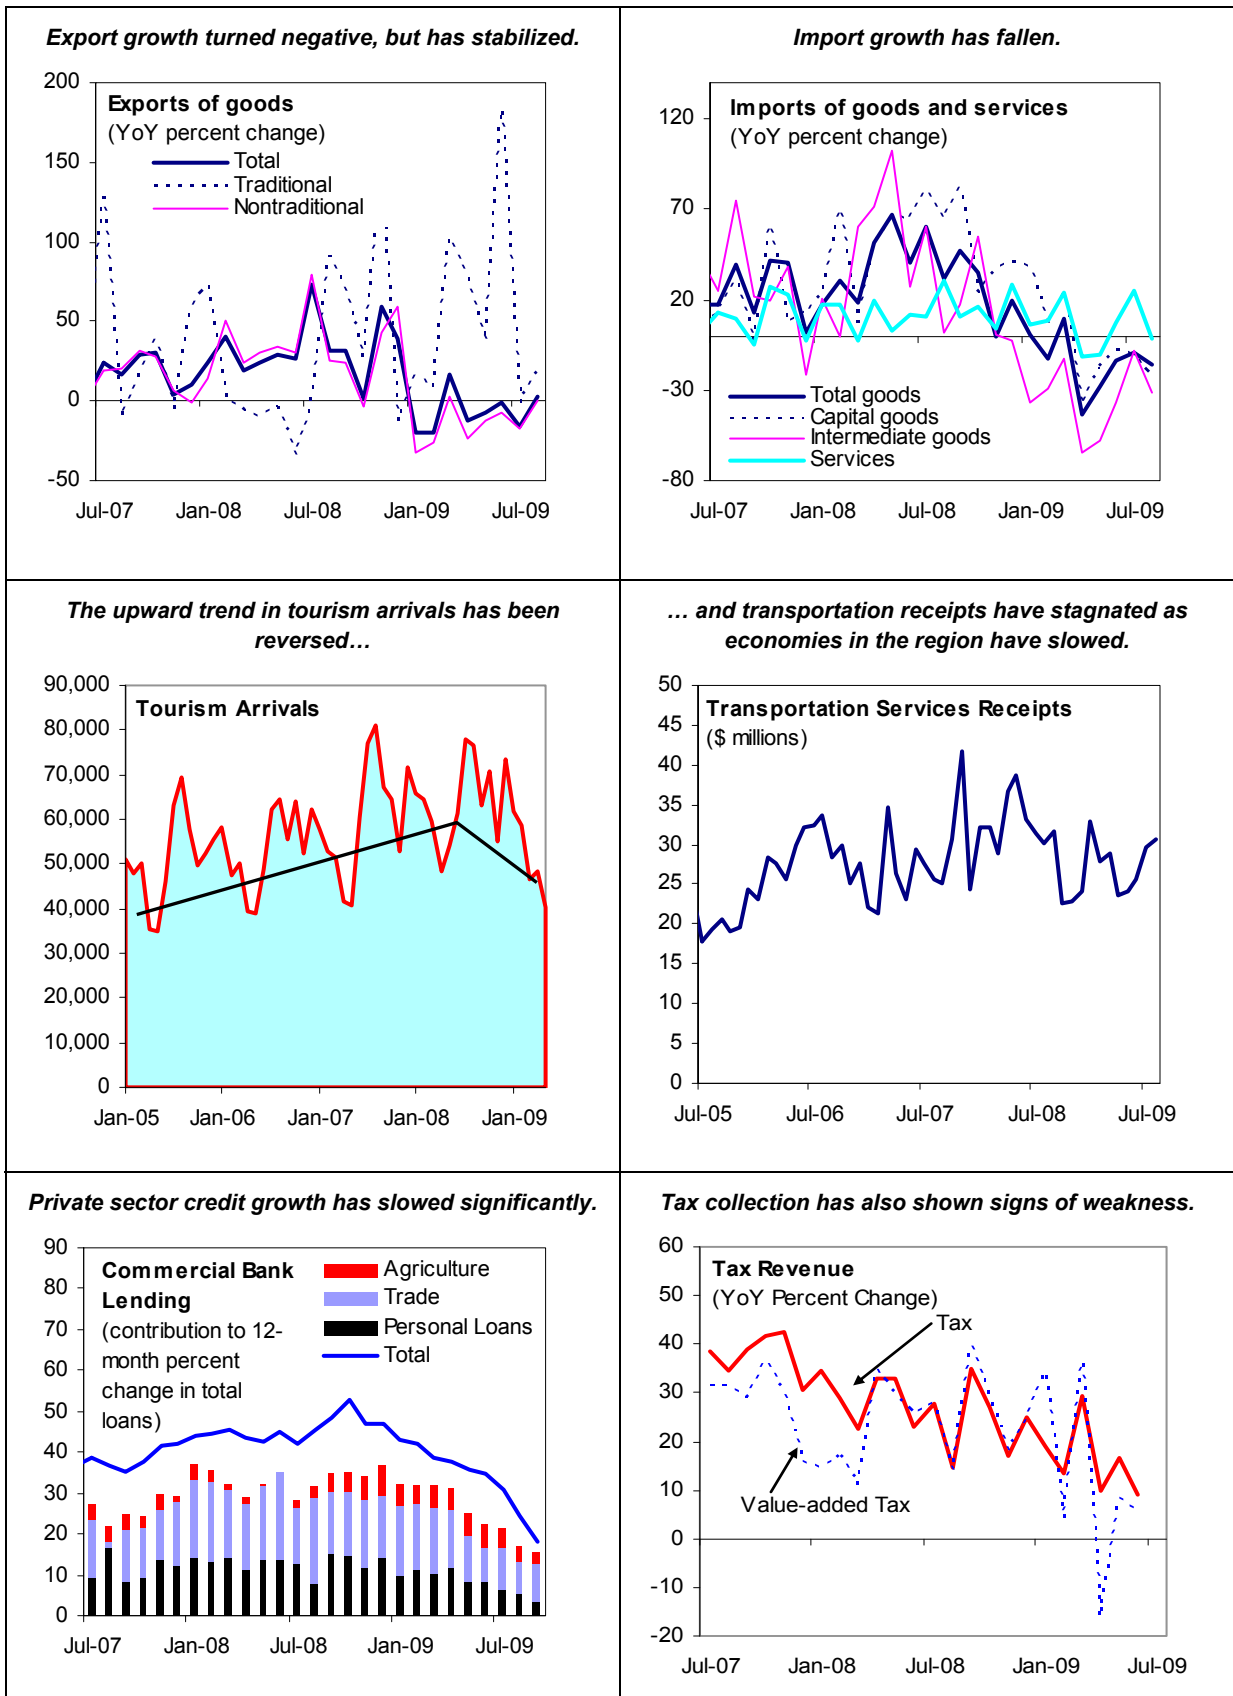 Export growth turned negative, but has stabilized.
200
150
100
50
0
-50
Exports of goods
(YoY percent change)
Total
Traditional
Nontraditional
Jul-07
Jan-08
Jul-08
Jan-09
Jul-09
Import growth has fallen.
120
70
20
-30
-80
Imports of goods and services
(YoY percent change)
Total goods
Capital goods
Intermediate goods
Services
Jul-07
Jan-08
Jul-08
Jan-09
Jul-09
The upward trend in tourism arrivals has been
reversed…
90,000
80,000
70,000
60,000
50,000
40,000
30,000
20,000
10,000
0
Tourism Arrivals
Jan-05
Jan-06
Jan-07
Jan-08
Jan-09
… and transportation receipts have stagnated as
economies in the region have slowed.
50
45
40
35
30
25
20
15
10
5
0
Transportation Services Receipts
($ millions)
Jul-05
Jul-06
Jul-07
Jul-08
Jul-09
Private sector credit growth has slowed significantly.
90
80
70
60
50
40
30
20
10
0
Commercial Bank
Lending
(contribution to 12-
month percent
change in total
loans)
Agriculture
Trade
Personal Loans
Total
Jul-07
Jan-08
Jul-08
Jan-09
Jul-09
Tax collection has also shown signs of weakness.
60
50
40
30
20
10
0
-10
-20
Tax Revenue
(YoY Percent Change)
Tax
Value-added Tax
Jul-07
Jan-08
Jul-08
Jan-09
Jul-09